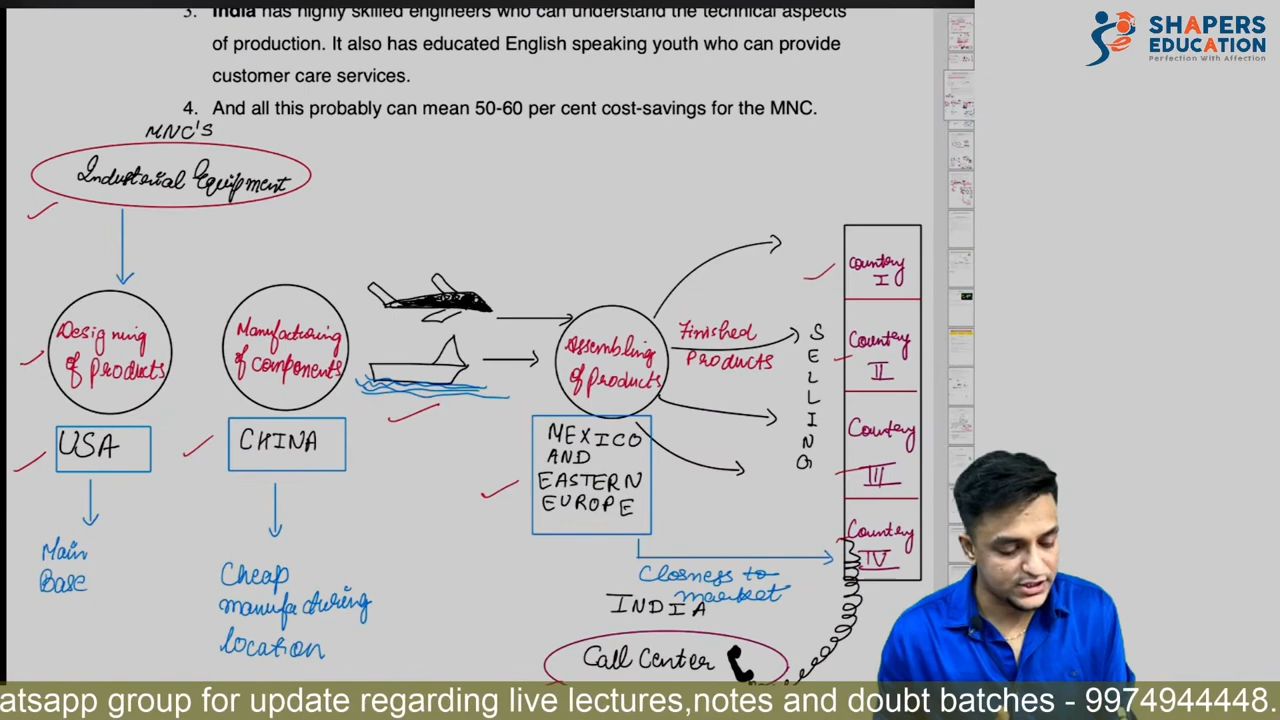 3. India has highly skilled engineers who can understand the technical aspects
of production. It also has educated English speaking youth who can provide
customer care services.
4. And all this probably can mean 50-60 per cent cost-savings for the MNC.
SHAPERS
EDUCATION
Perfection With Affection
MNC'S
Industerial Equipment
Designing
of Products
USA
Main
Base
Manufactoring
of components
CHINA
Cheap
manufacturing
location
Assembling
of products
MEXICO
AND
EASTERN
EUROPE
Finished
Products
SELLING
Country
I
Country
II
Country
III
Country
IV
Closness to
market
INDIA
Call Center
atsapp group for update regarding live lectures,notes and doubt batches - 9974944448.